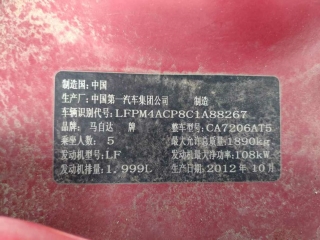 制造国: 中国
生产厂: 中国第一汽车集团公司 制造
车辆识别代号: LFPM4ACP8C1A88267
品牌: 马自达 牌 整车型号: CA7206AT5
乘坐人数: 5 最大允许总质量: 1890kg
发动机型号: LF 发动机最大净功率: 108kW
发动机排量: 1.999L 生产日期: 2012年10月